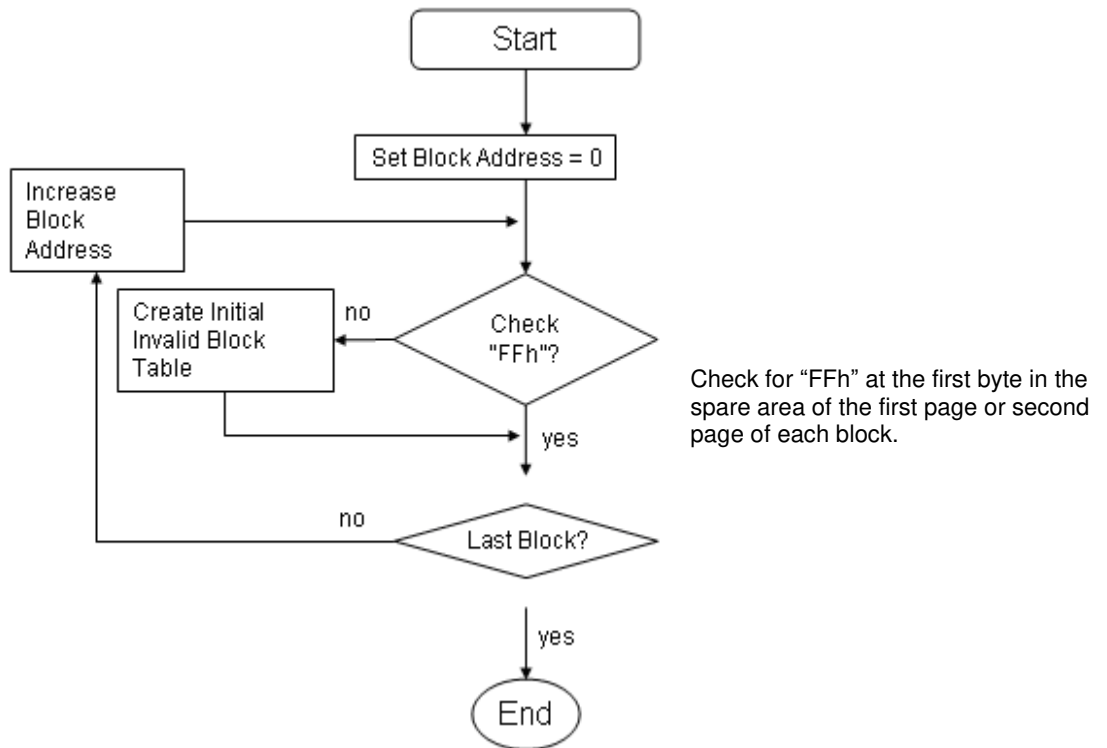 Start
Set Block Address = 0
Increase
Block
Address
Create Initial
Invalid Block
Table
no
Check
"FFh"?
Check for “FFh” at the first byte in the
spare area of the first page or second
page of each block.
yes
no
Last Block?
yes
End